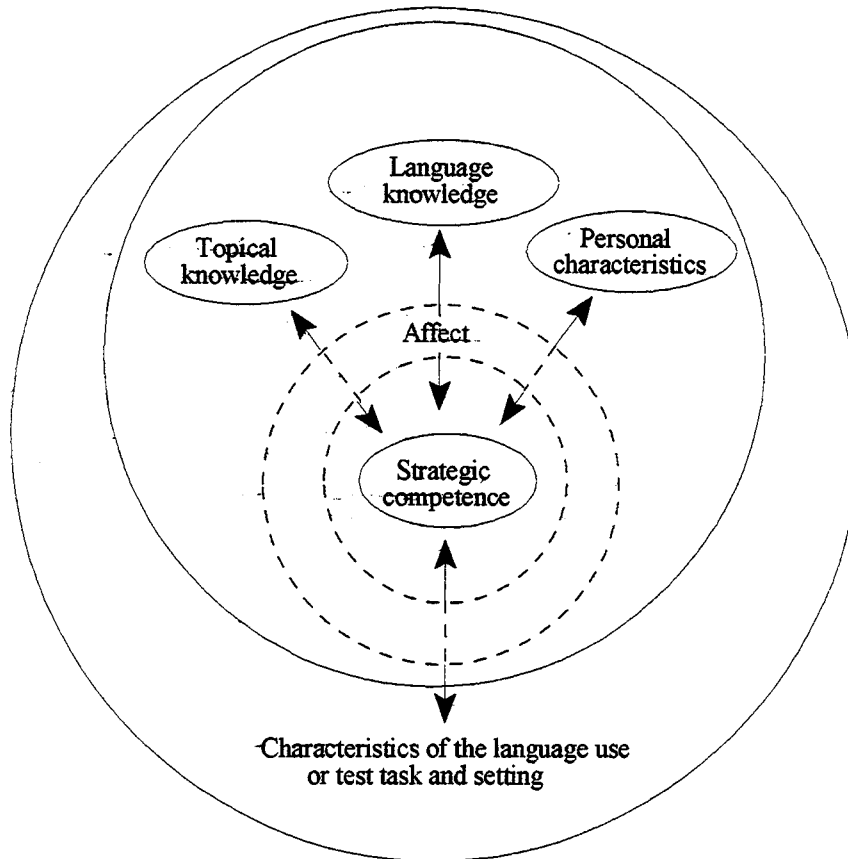 Language
knowledge
Topical
knowledge
Personal
characteristics
Affect
Strategic
competence
Characteristics of the language use
or test task and setting